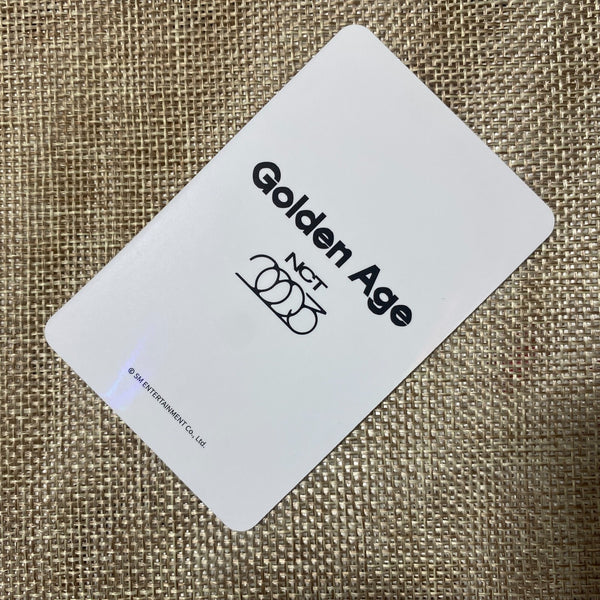 Golden Age
NCT
2023
© SM ENTERTAINMENT Co., Ltd.